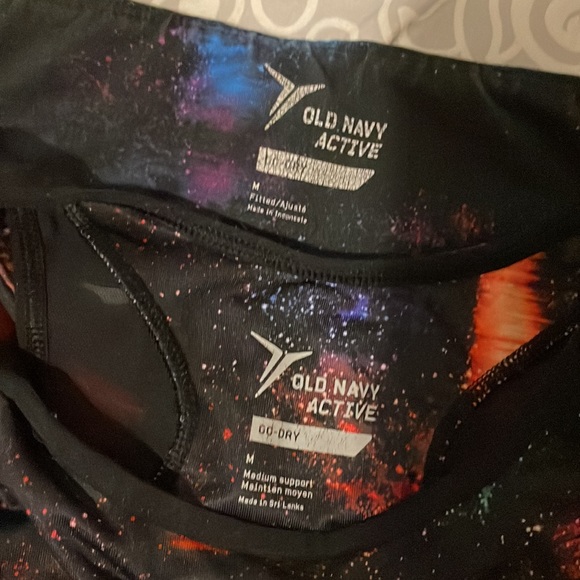 OLD NAVY
ACTIVE
M
Fitted/Ajusté
Made in Indonesia
OLD NAVY
ACTIVE
GO-DRY
M
Medium support
Maintien moyen
Made in Sri Lanka